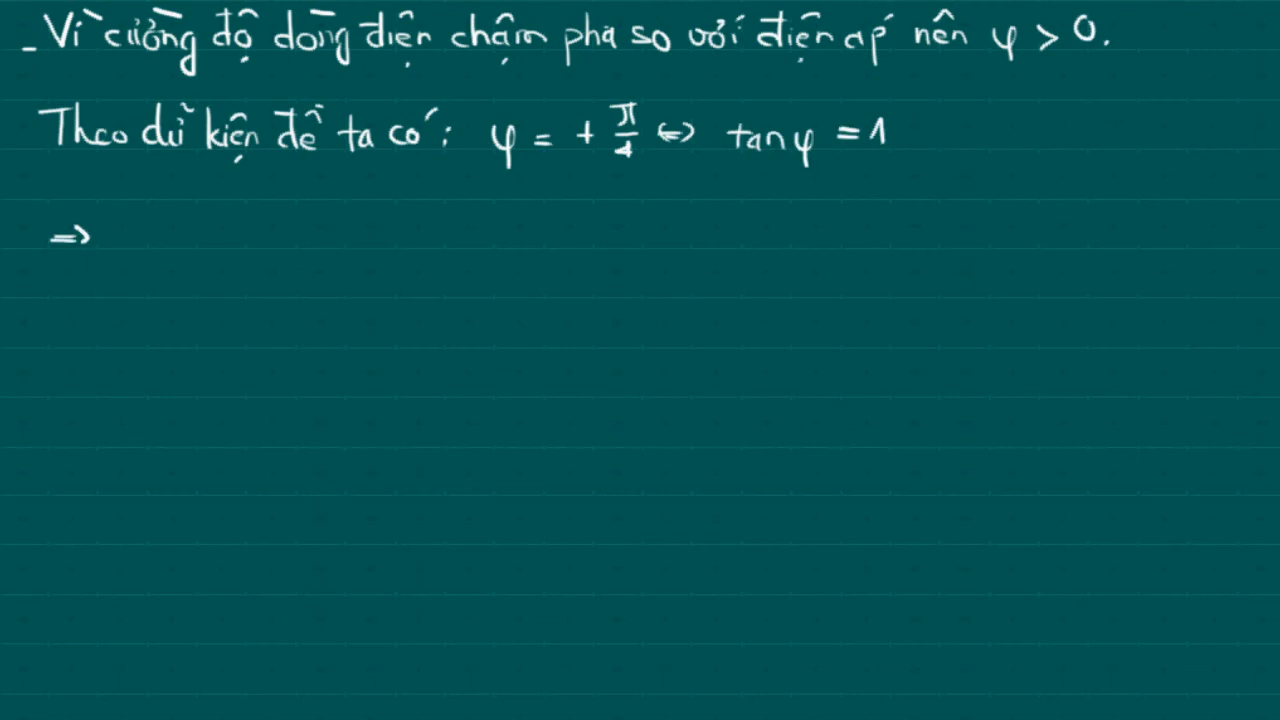 - Vì cường độ dòng điện chậm pha so với điện áp nên φ > 0.
Theo dữ kiện đề ta có: φ = + π/4 ⇔ tanφ = 1
⇒